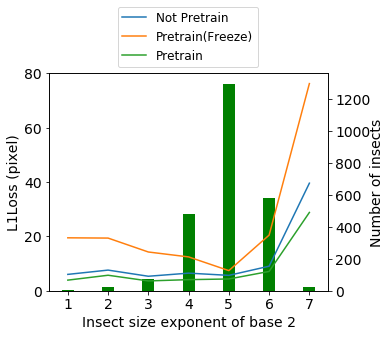 Not Pretrain
Pretrain(Freeze)
Pretrain
80
60
40
20
0
L1Loss (pixel)
1200
1000
800
600
400
200
0
Number of insects
1 2 3 4 5 6 7
Insect size exponent of base 2